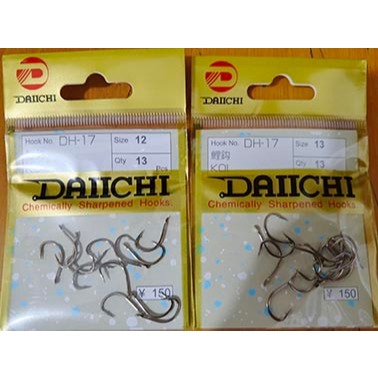 DAIICHI
Hook No. DH-17
Size 12
Qty 13 Pcs
DAIICHI
Chemically Sharpened Hooks.
¥ 150
DAIICHI
Hook No. DH-17
Size 13
鯉鈎
Qty 13
KOI
DAIICHI
Chemically Sharpened Hooks.
¥ 150